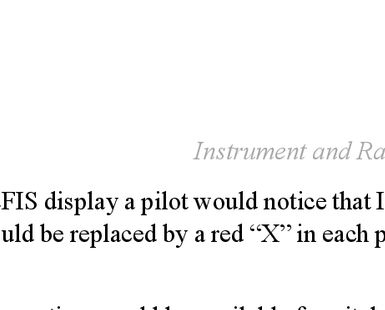 Instrument and Ra
FIS display a pilot would notice that I
uld be replaced by a red “X” in each p